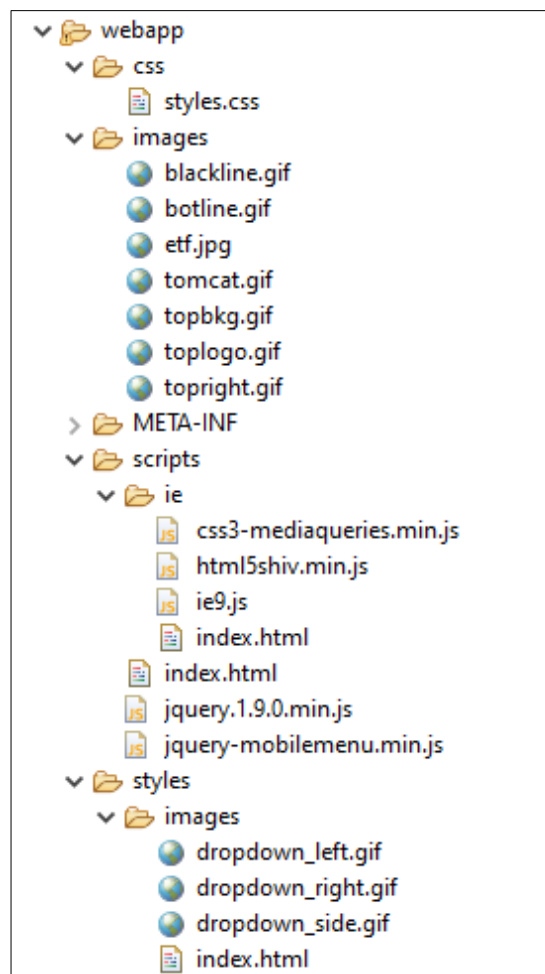 webapp
css
styles.css
images
blackline.gif
botline.gif
etf.jpg
tomcat.gif
topbkg.gif
toplogo.gif
topright.gif
META-INF
scripts
ie
css3-mediaqueries.min.js
html5shiv.min.js
ie9.js
index.html
index.html
jquery.1.9.0.min.js
jquery-mobilemenu.min.js
styles
images
dropdown_left.gif
dropdown_right.gif
dropdown_side.gif
index.html